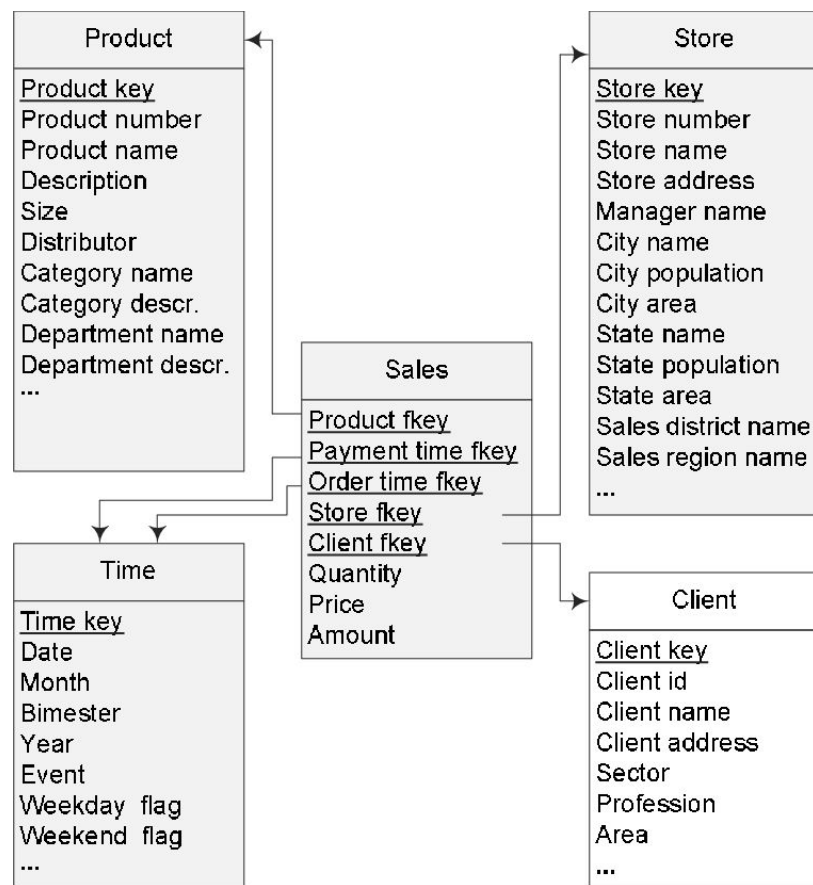 Product
Product key
Product number
Product name
Description
Size
Distributor
Category name
Category descr.
Department name
Department descr.
...
Store
Store key
Store number
Store name
Store address
Manager name
City name
City population
City area
State name
State population
State area
Sales district name
Sales region name
...
Sales
Product fkey
Payment time fkey
Order time fkey
Store fkey
Client fkey
Quantity
Price
Amount
Time
Time key
Date
Month
Bimester
Year
Event
Weekday flag
Weekend flag
...
Client
Client key
Client id
Client name
Client address
Sector
Profession
Area
...